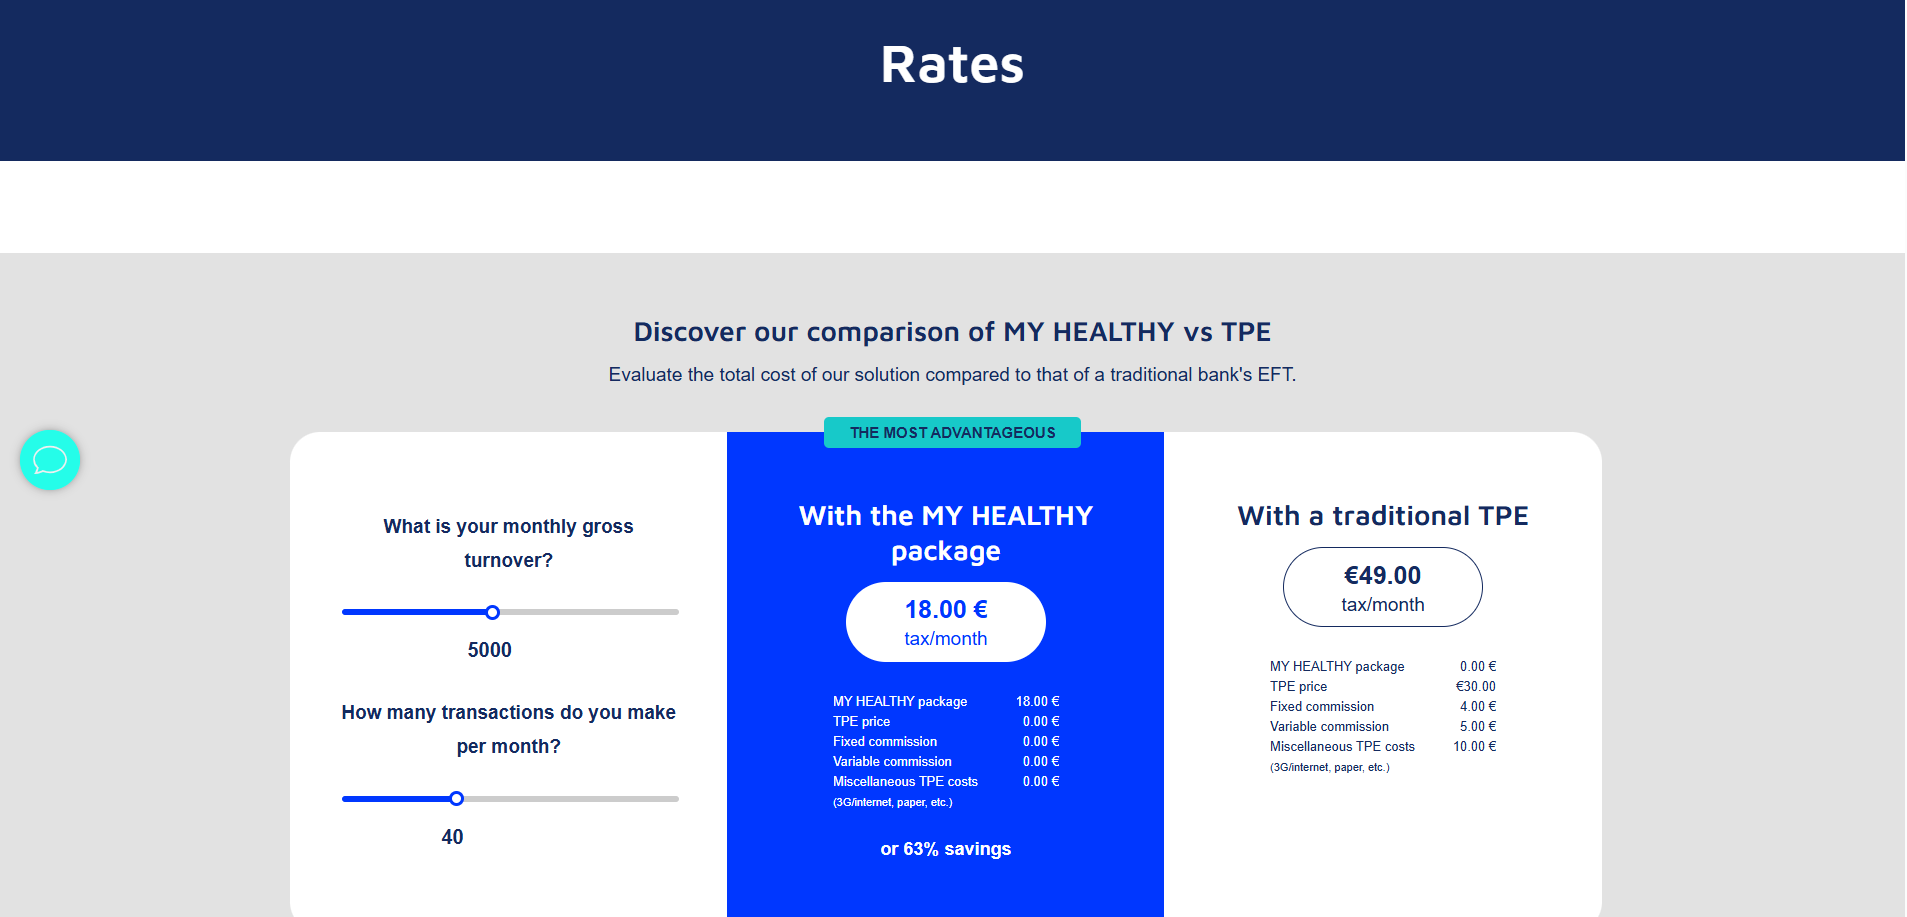 Rates
Discover our comparison of MY HEALTHY vs TPE
Evaluate the total cost of our solution compared to that of a traditional bank's EFT.
What is your monthly gross
turnover?
5000
How many transactions do you make
per month?
40
THE MOST ADVANTAGEOUS
With the MY HEALTHY
package
18.00 €
tax/month
MY HEALTHY package 18.00 €
TPE price 0.00 €
Fixed commission 0.00 €
Variable commission 0.00 €
Miscellaneous TPE costs 0.00 €
(3G/internet, paper, etc.)
or 63% savings
With a traditional TPE
€49.00
tax/month
MY HEALTHY package 0.00 €
TPE price €30.00
Fixed commission 4.00 €
Variable commission 5.00 €
Miscellaneous TPE costs 10.00 €
(3G/internet, paper, etc.)